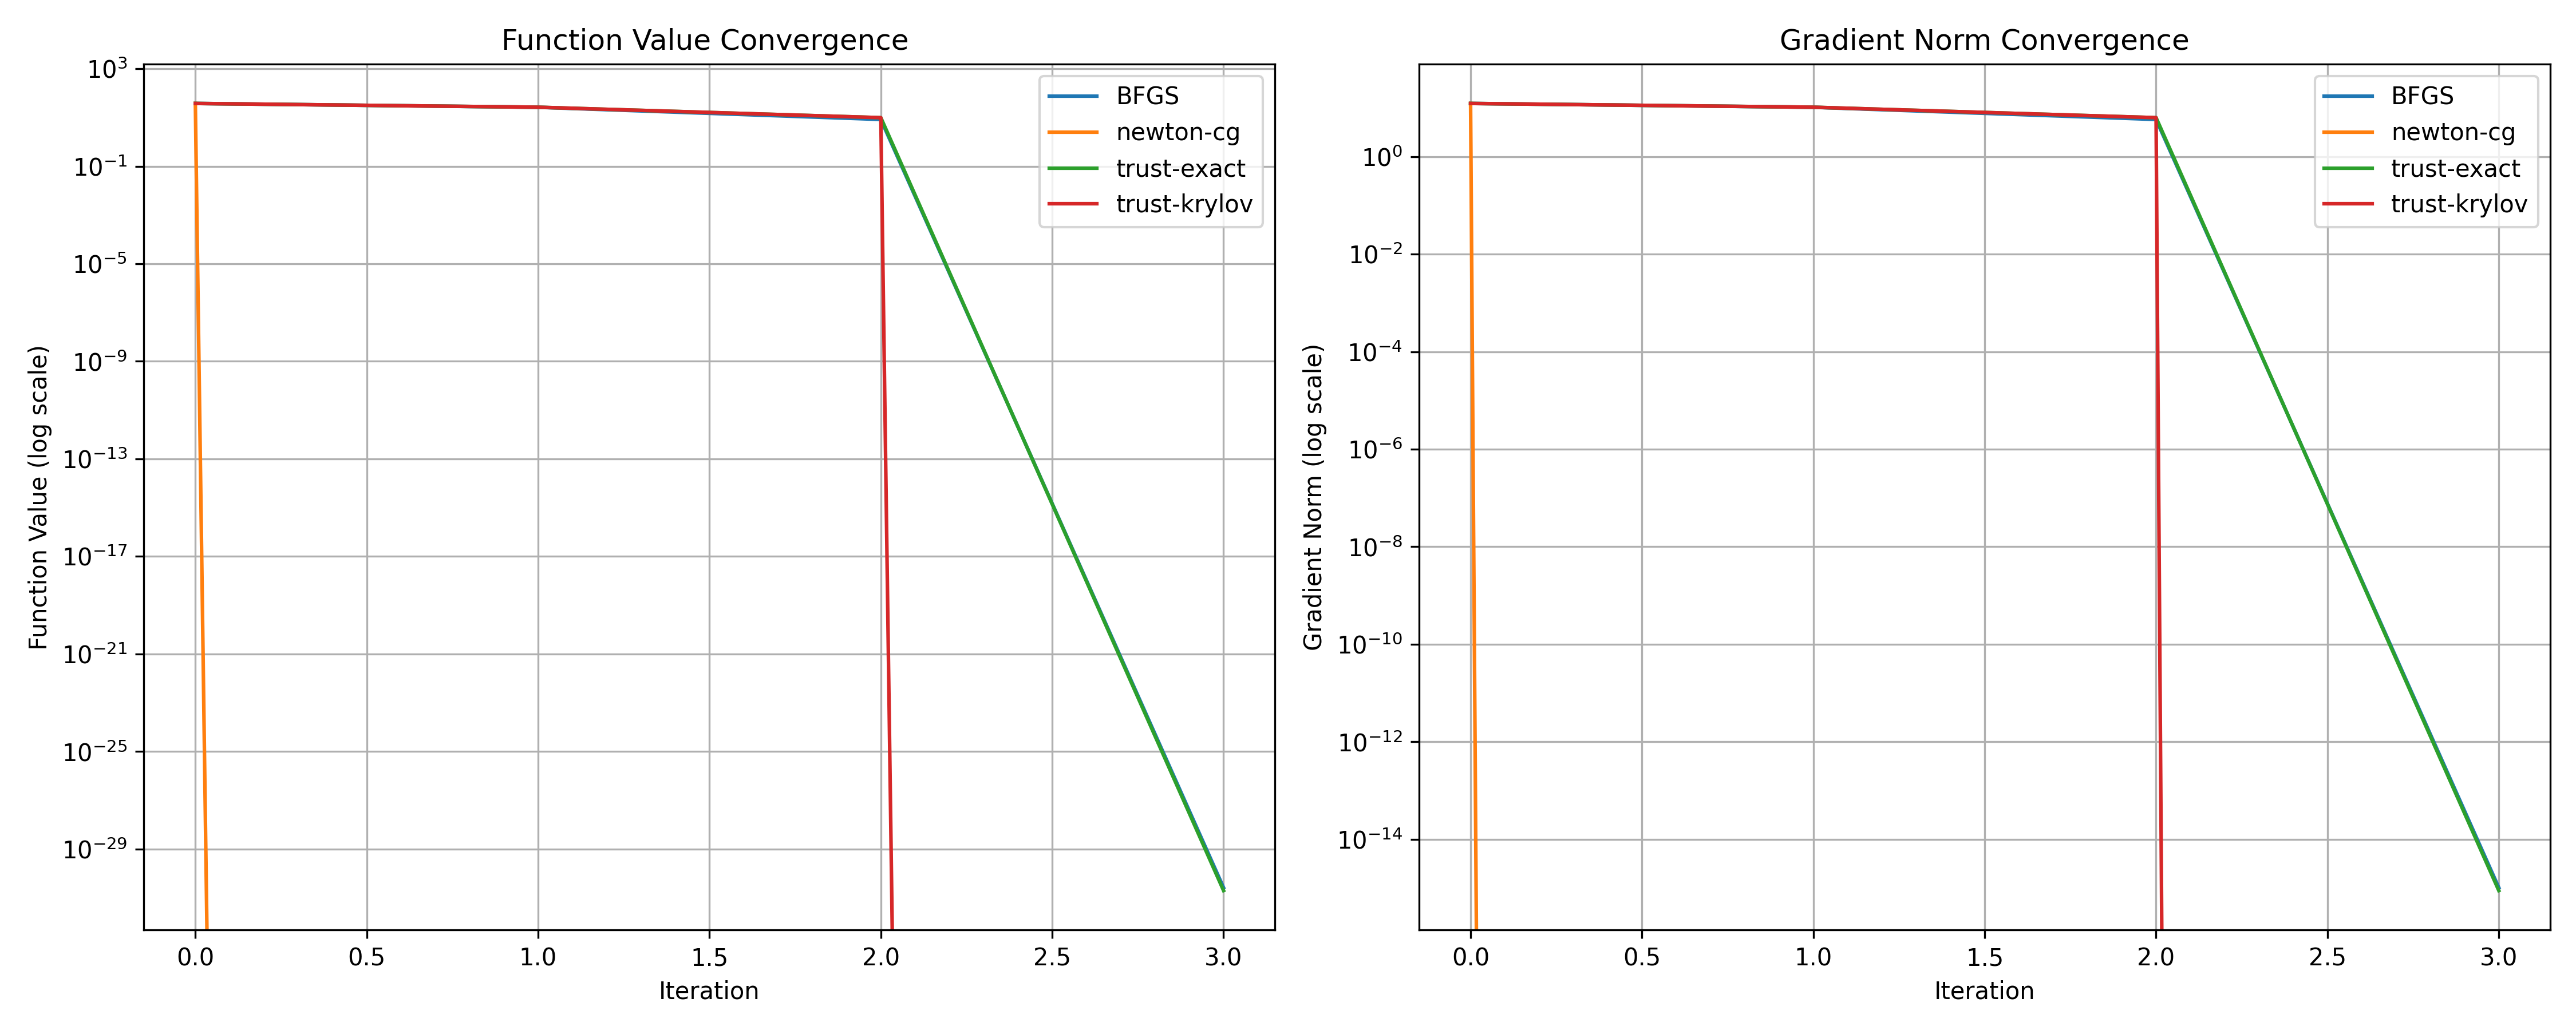 Function Value Convergence
Function Value (log scale)
10³
10⁻¹
10⁻⁵
10⁻⁹
10⁻¹³
10⁻¹⁷
10⁻²¹
10⁻²⁵
10⁻²⁹
BFGS
newton-cg
trust-exact
trust-krylov
0.0 0.5 1.0 1.5 2.0 2.5 3.0
Iteration
Gradient Norm Convergence
Gradient Norm (log scale)
10⁰
10⁻²
10⁻⁴
10⁻⁶
10⁻⁸
10⁻¹⁰
10⁻¹²
10⁻¹⁴
BFGS
newton-cg
trust-exact
trust-krylov
0.0 0.5 1.0 1.5 2.0 2.5 3.0
Iteration